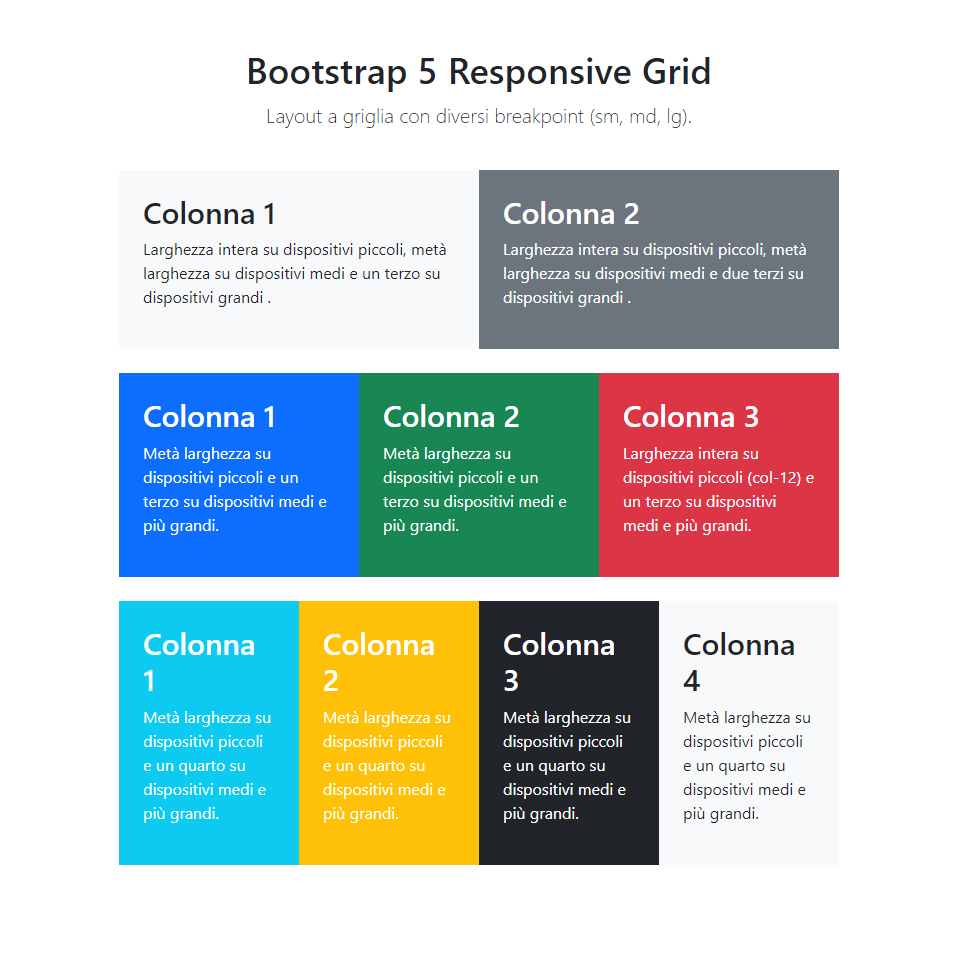 Bootstrap 5 Responsive Grid
Layout a griglia con diversi breakpoint (sm, md, lg).
Colonna 1
Larghezza intera su dispositivi piccoli, metà
larghezza su dispositivi medi e un terzo su
dispositivi grandi .
Colonna 2
Larghezza intera su dispositivi piccoli, metà
larghezza su dispositivi medi e due terzi su
dispositivi grandi .
Colonna 1
Metà larghezza su
dispositivi piccoli e un
terzo su dispositivi medi e
più grandi.
Colonna 2
Metà larghezza su
dispositivi piccoli e un
terzo su dispositivi medi e
più grandi.
Colonna 3
Larghezza intera su
dispositivi piccoli (col-12) e
un terzo su dispositivi
medi e più grandi.
Colonna
1
Metà larghezza su
dispositivi piccoli
e un quarto su
dispositivi medi e
più grandi.
Colonna
2
Metà larghezza su
dispositivi piccoli
e un quarto su
dispositivi medi e
più grandi.
Colonna
3
Metà larghezza su
dispositivi piccoli
e un quarto su
dispositivi medi e
più grandi.
Colonna
4
Metà larghezza su
dispositivi piccoli
e un quarto su
dispositivi medi e
più grandi.